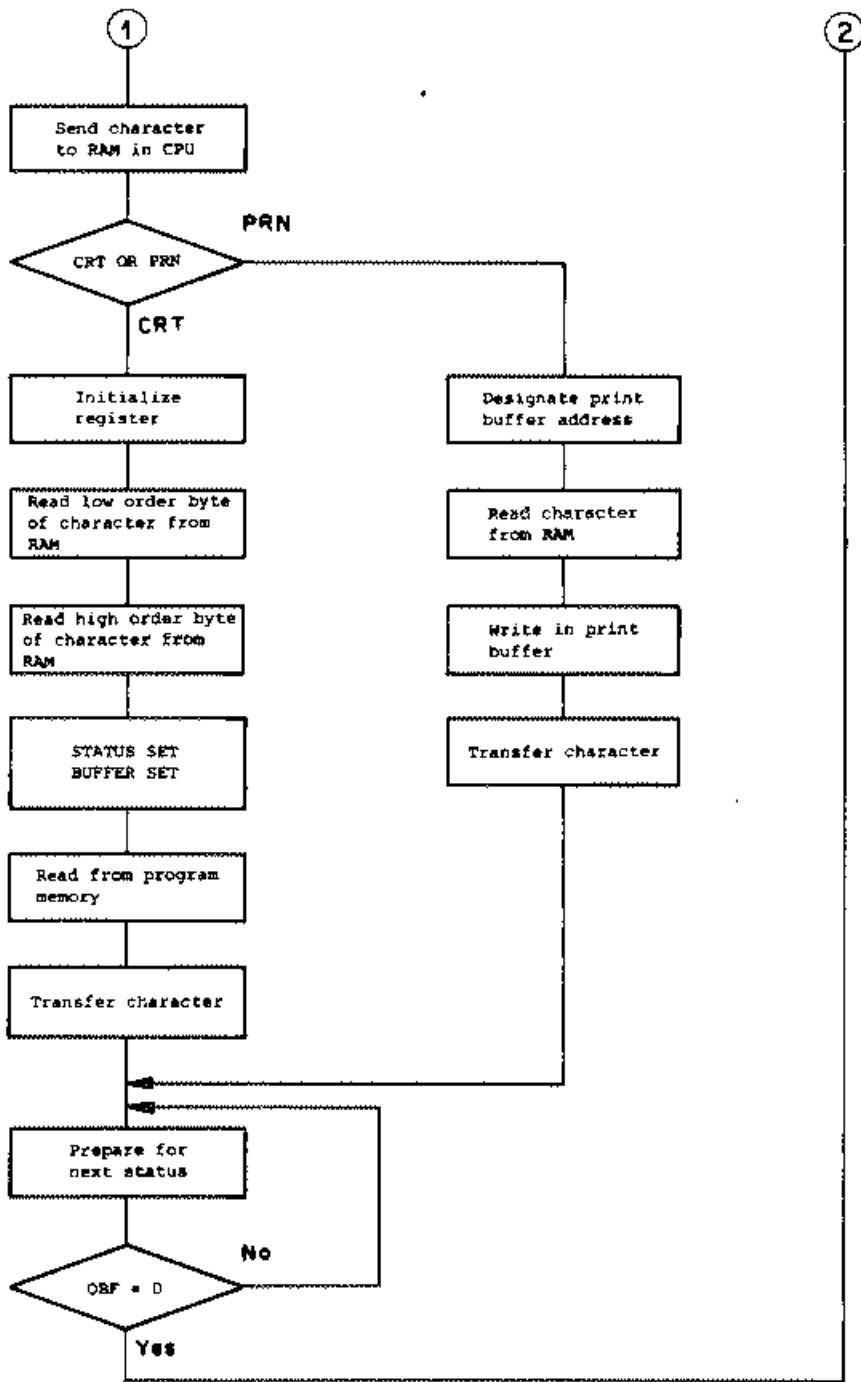 1
2
Send character
to RAM in CPU
PRN
CRT OR PRN
CRT
Initialize
register
Designate print
buffer address
Read low order byte
of character from
RAM
Read character
from RAM
Read high order byte
of character from
RAM
Write in print
buffer
STATUS SET
BUFFER SET
Transfer character
Read from program
memory
Transfer character
Prepare for
next status
No
OBF = D
Yes